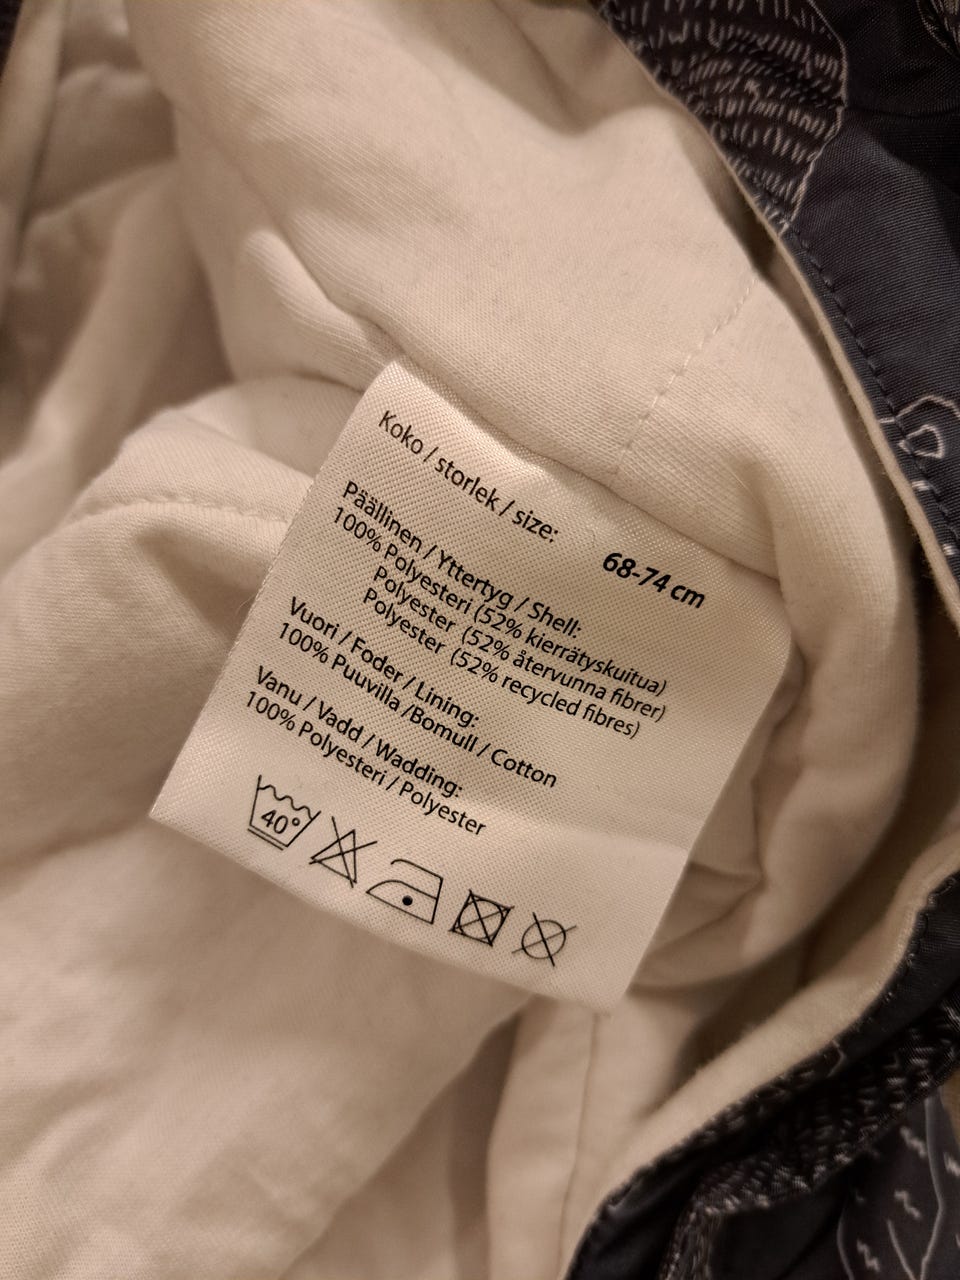 Koko / storlek / size: 68-74 cm
Päällinen / Yttertyg / Shell:
100% Polyesteri (52% kierrätyskuitua)
Polyester (52% återvunna fibrer)
Polyester (52% recycled fibres)
Vuori / Foder / Lining:
100% Puuvilla /Bomull / Cotton
Vanu / Vadd / Wadding:
100% Polyesteri / Polyester
40°